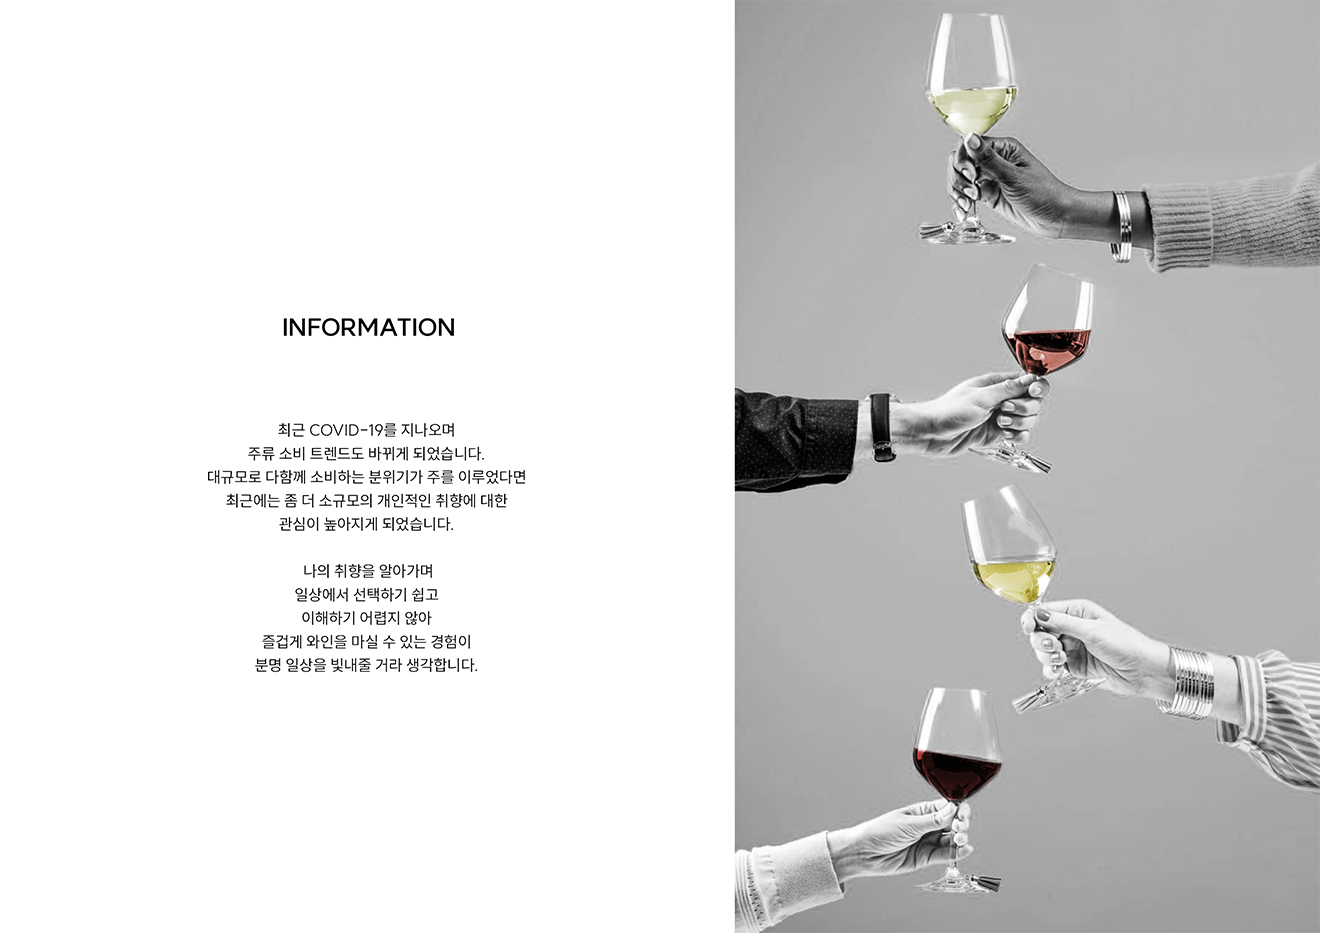 INFORMATION
최근 COVID-19를 지나오며
주류 소비 트렌드도 바뀌게 되었습니다.
대규모로 다함께 소비하는 분위기가 주를 이루었다면
최근에는 좀 더 소규모의 개인적인 취향에 대한
관심이 높아지게 되었습니다.
나의 취향을 알아가며
일상에서 선택하기 쉽고
이해하기 어렵지 않아
즐겁게 와인을 마실 수 있는 경험이
분명 일상을 빛내줄 거라 생각합니다.